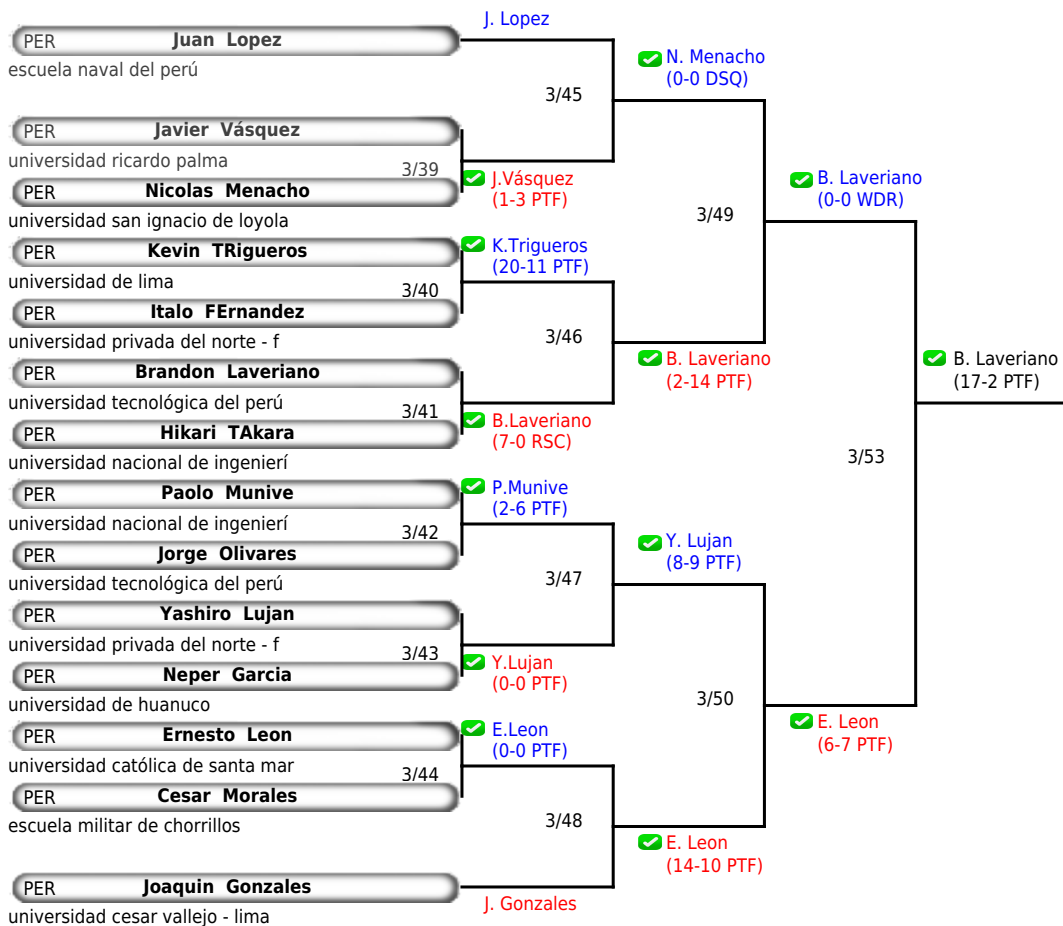 J. Lopez
PER Juan Lopez
escuela naval del perú
N. Menacho
(0-0 DSQ)
3/45
PER Javier Vásquez
universidad ricardo palma
3/39
J.Vásquez
(1-3 PTF)
PER Nicolas Menacho
universidad san ignacio de loyola
B. Laveriano
(0-0 WDR)
3/49
PER Kevin TRigueros
universidad de lima
K.Trigueros
(20-11 PTF)
3/40
PER Italo FErnandez
universidad privada del norte - f
3/46
B. Laveriano
(2-14 PTF)
B. Laveriano
(17-2 PTF)
PER Brandon Laveriano
universidad tecnológica del perú
3/41
B.Laveriano
(7-0 RSC)
PER Hikari TAkara
universidad nacional de ingenierí
3/53
PER Paolo Munive
universidad nacional de ingenierí
P.Munive
(2-6 PTF)
3/42
PER Jorge Olivares
universidad tecnológica del perú
Y. Lujan
(8-9 PTF)
3/47
PER Yashiro Lujan
universidad privada del norte - f
3/43
Y.Lujan
(0-0 PTF)
PER Neper Garcia
universidad de huanuco
3/50
E. Leon
(6-7 PTF)
PER Ernesto Leon
universidad católica de santa mar
E.Leon
(0-0 PTF)
3/44
PER Cesar Morales
escuela militar de chorrillos
3/48
E. Leon
(14-10 PTF)
PER Joaquin Gonzales
universidad cesar vallejo - lima
J. Gonzales